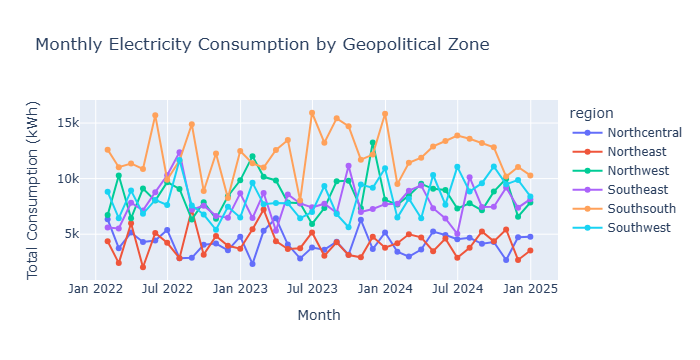 Monthly Electricity Consumption by Geopolitical Zone
Total Consumption (kWh)
15k
10k
5k
Jan 2022
Jul 2022
Jan 2023
Jul 2023
Jan 2024
Jul 2024
Jan 2025
Month
region
Northcentral
Northeast
Northwest
Southeast
Southsouth
Southwest